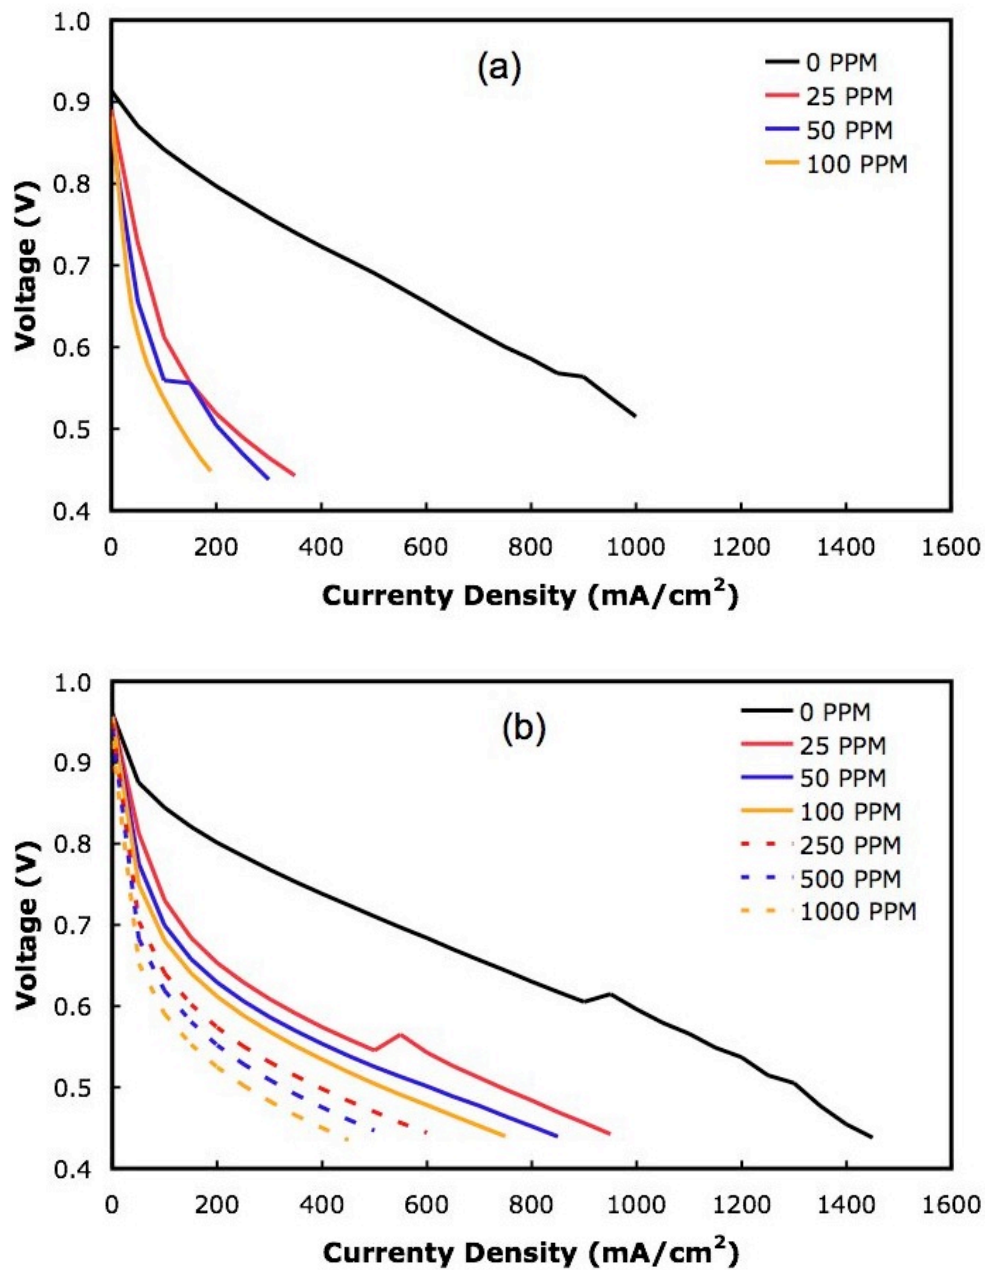 (a)
0 PPM
25 PPM
50 PPM
100 PPM
Voltage (V)
1.0
0.9
0.8
0.7
0.6
0.5
0.4
0 200 400 600 800 1000 1200 1400 1600
Currenty Density (mA/cm²)
(b)
0 PPM
25 PPM
50 PPM
100 PPM
250 PPM
500 PPM
1000 PPM
Voltage (V)
1.0
0.9
0.8
0.7
0.6
0.5
0.4
0 200 400 600 800 1000 1200 1400 1600
Currenty Density (mA/cm²)